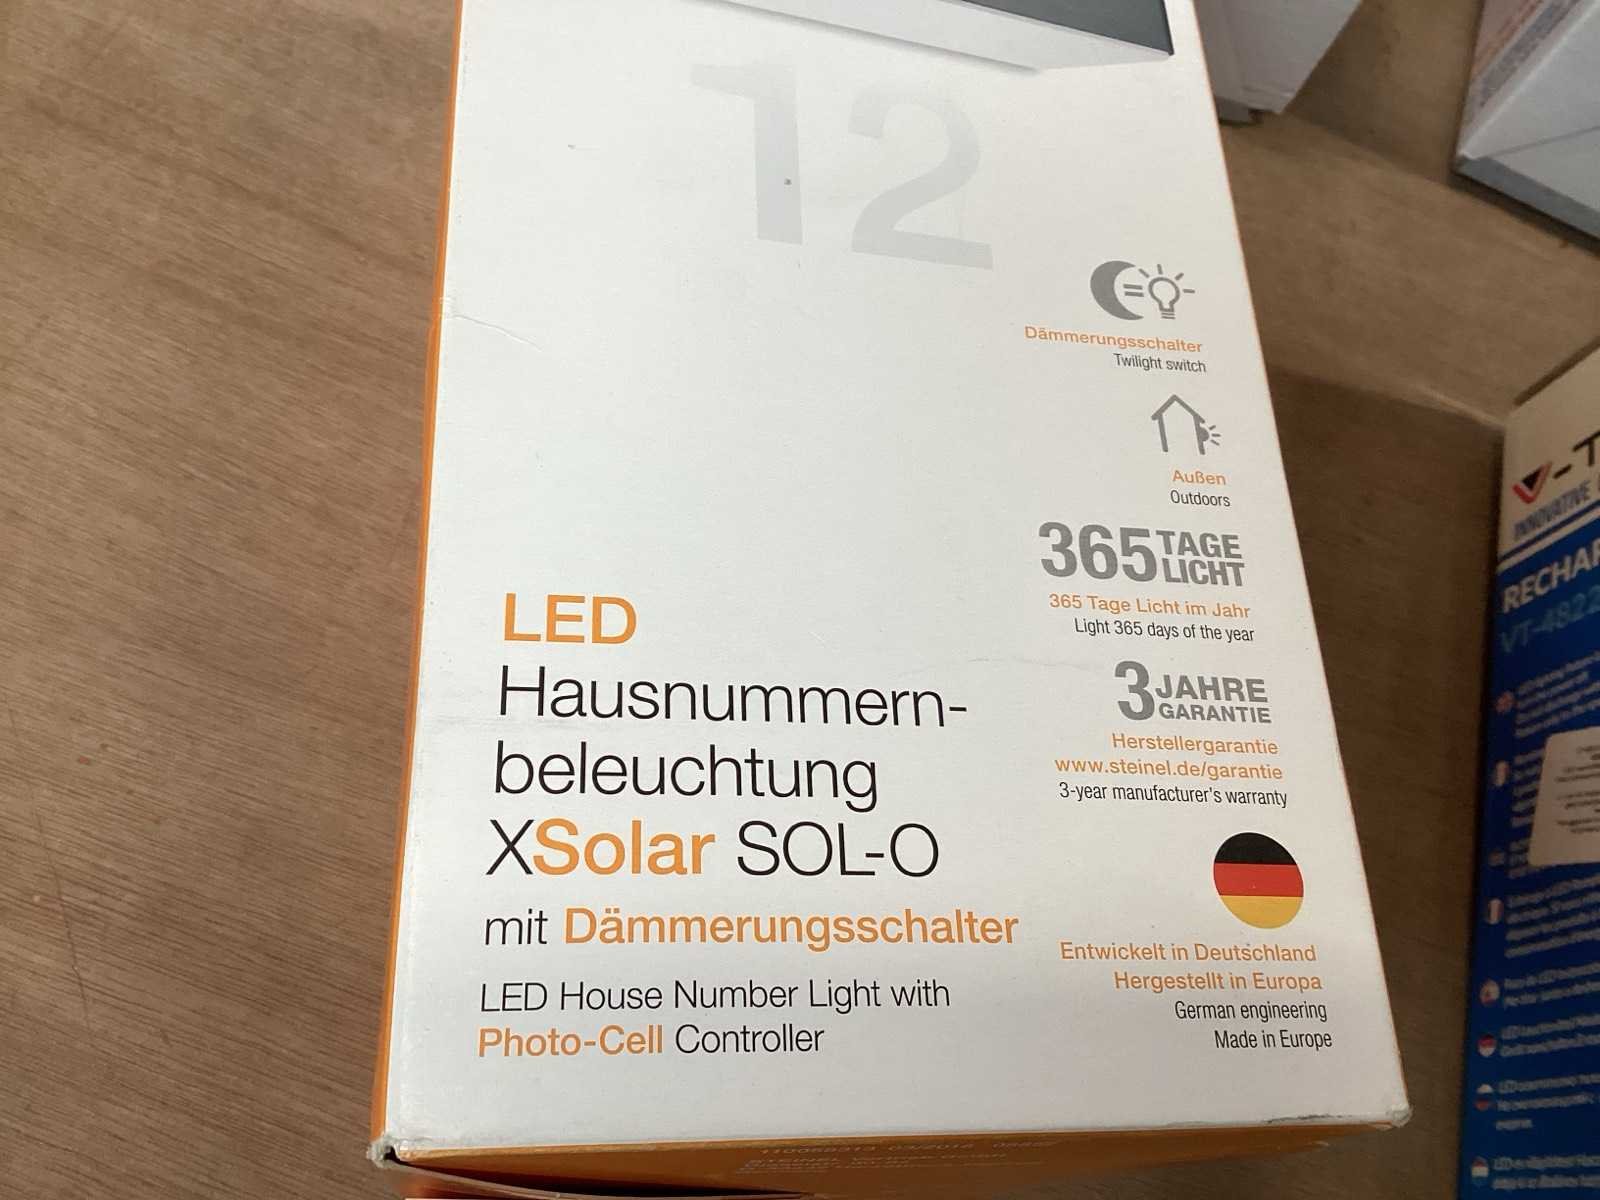 12
Dämmerungsschalter
Twilight switch
Außen
Outdoors
365 TAGE
LICHT
365 Tage Licht im Jahr
Light 365 days of the year
3 JAHRE
GARANTIE
Herstellergarantie
www.steinel.de/garantie
3-year manufacturer's warranty
Entwickelt in Deutschland
Hergestellt in Europa
German engineering
Made in Europe
LED
Hausnummern-
beleuchtung
XSolar SOL-O
mit Dämmerungsschalter
LED House Number Light with
Photo-Cell Controller
V-T
INNOVATIVE
RECHAR
VT-4822